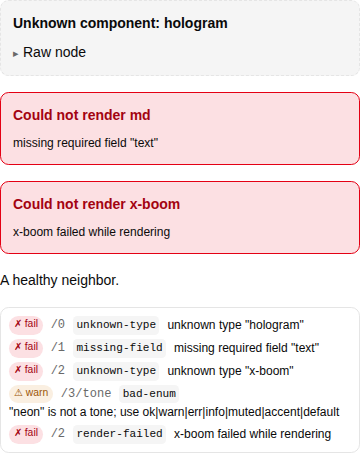 Unknown component: hologram
▸ Raw node
Could not render md
missing required field "text"
Could not render x-boom
x-boom failed while rendering
A healthy neighbor.
✗ fail /0 unknown-type unknown type "hologram"
✗ fail /1 missing-field missing required field "text"
✗ fail /2 unknown-type unknown type "x-boom"
⚠ warn /3/tone bad-enum
"neon" is not a tone; use ok|warn|err|info|muted|accent|default
✗ fail /2 render-failed x-boom failed while rendering